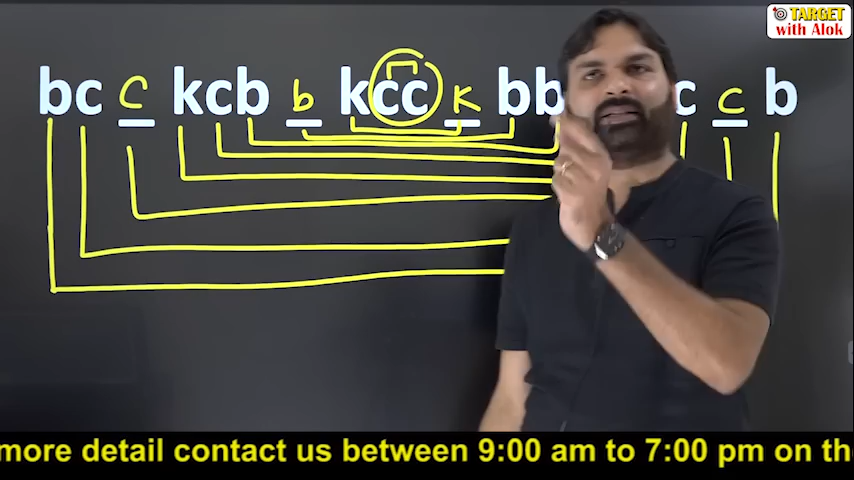 TARGET
with Alok
bc c kcb b kcc k bb c c b
more detail contact us between 9:00 am to 7:00 pm on th